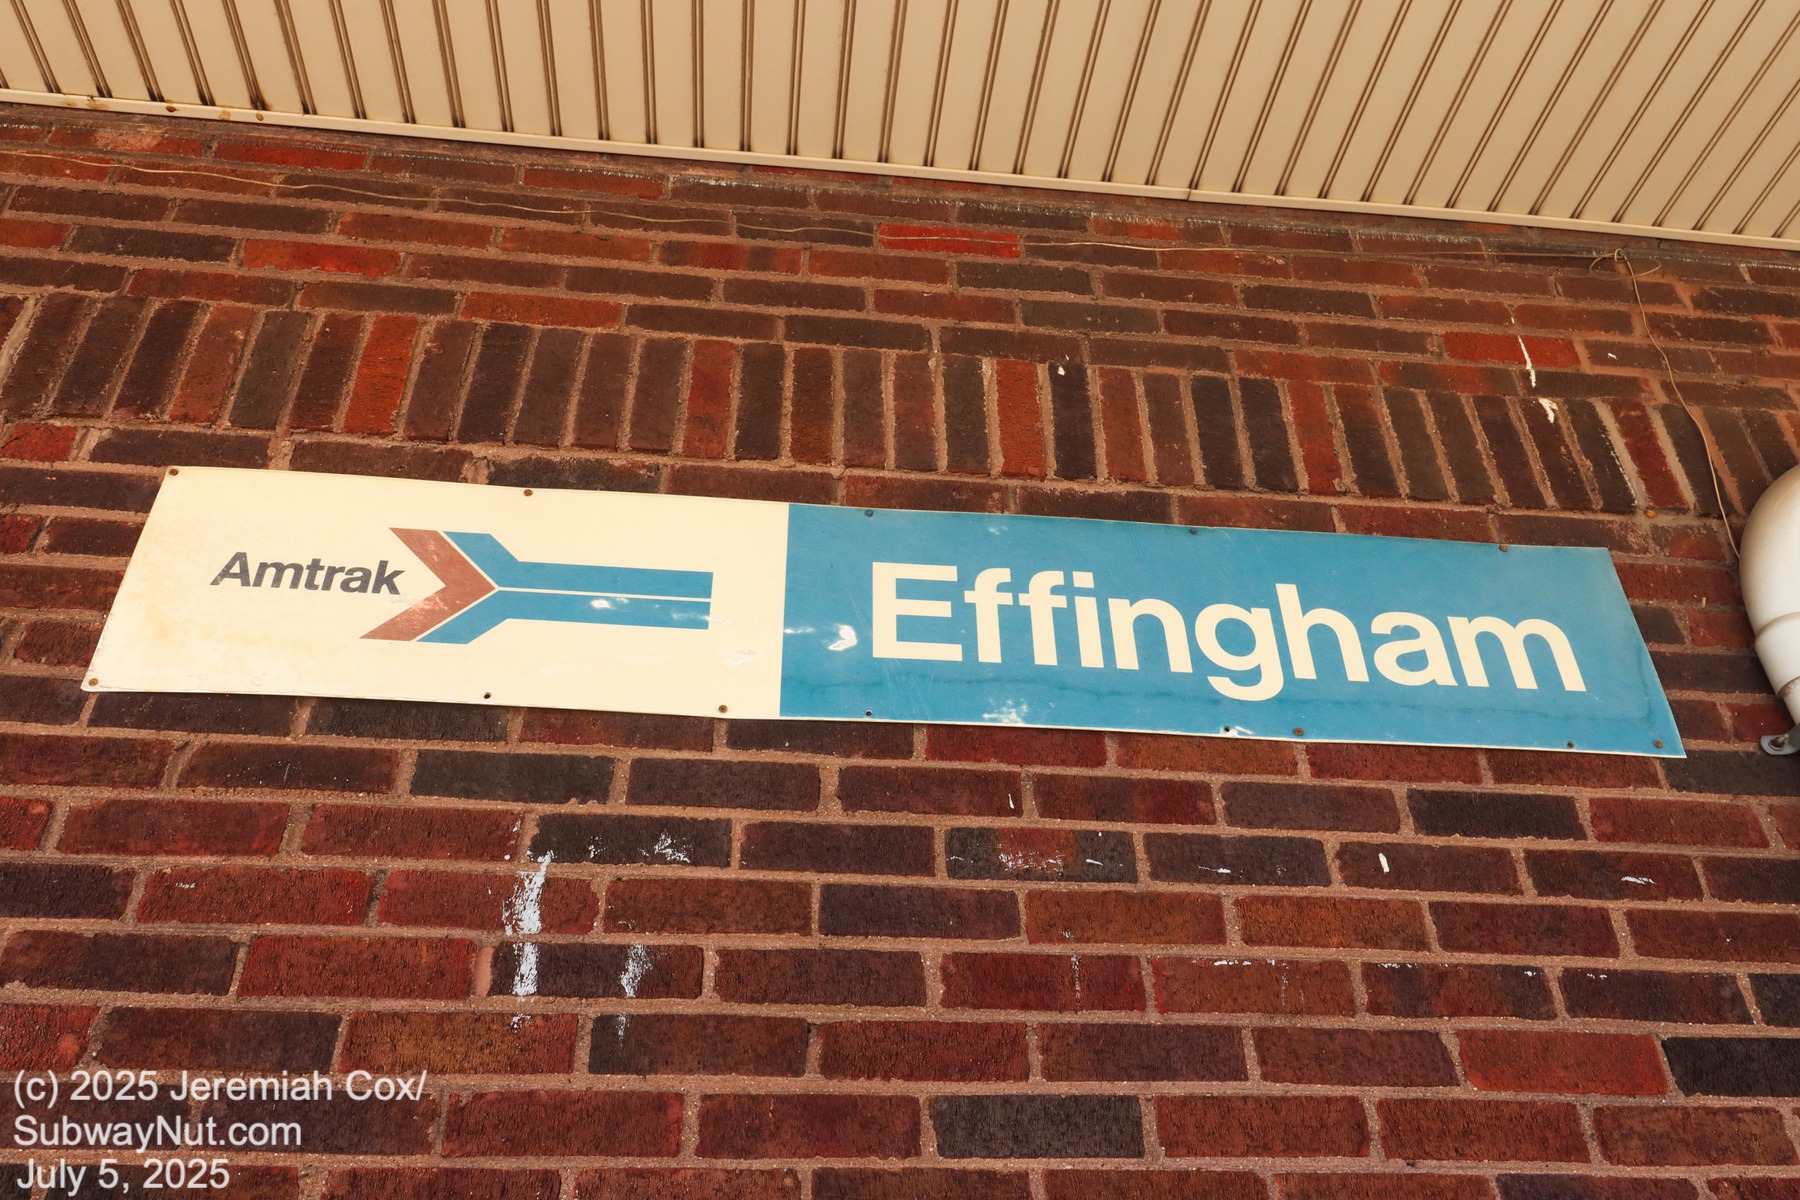 Amtrak
Effingham
(c) 2025 Jeremiah Cox/
SubwayNut.com
July 5, 2025